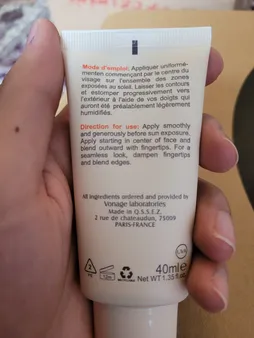 Mode d'emploi: Appliquer uniformé-
menten commençant par le centre du
visage sur l'ensemble des zones
exposées au soleil. Laisser les contours
et estomper progressivement vers
l'extérieur à l'aide de vos doigts qui
auront été préalablement légèrement
humidifiés.
Direction for use: Apply smoothly
and generously before sun exposure.
Apply starting in center of face and
blend outward with fingertips. For
a seamless look, dampen fingertips
and blend edges.
All ingredients ordered and provided by
Vonage laboratories
Made in Q.S.S.E.Z.
2 rue de chateaudun, 75009
PARIS-FRANCE
40ml e
Net WT 1.35